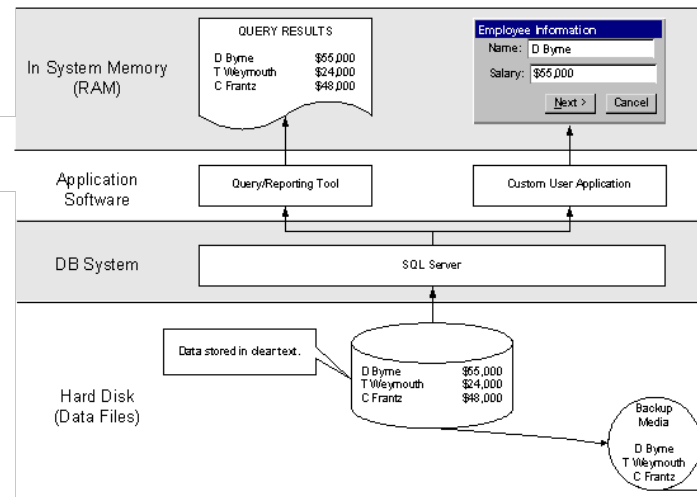 In System Memory
(RAM)
QUERY RESULTS
D Byrne $55,000
T Weymouth $24,000
C Frantz $48,000
Employee Information
Name: D Byrne
Salary: $55,000
Next > Cancel
Application
Software
Query/Reporting Tool
Custom User Application
DB System
SQL Server
Hard Disk
(Data Files)
Data stored in clear text.
D Byrne $55,000
T Weymouth $24,000
C Frantz $48,000
Backup
Media
D Byrne
T Weymouth
C Frantz